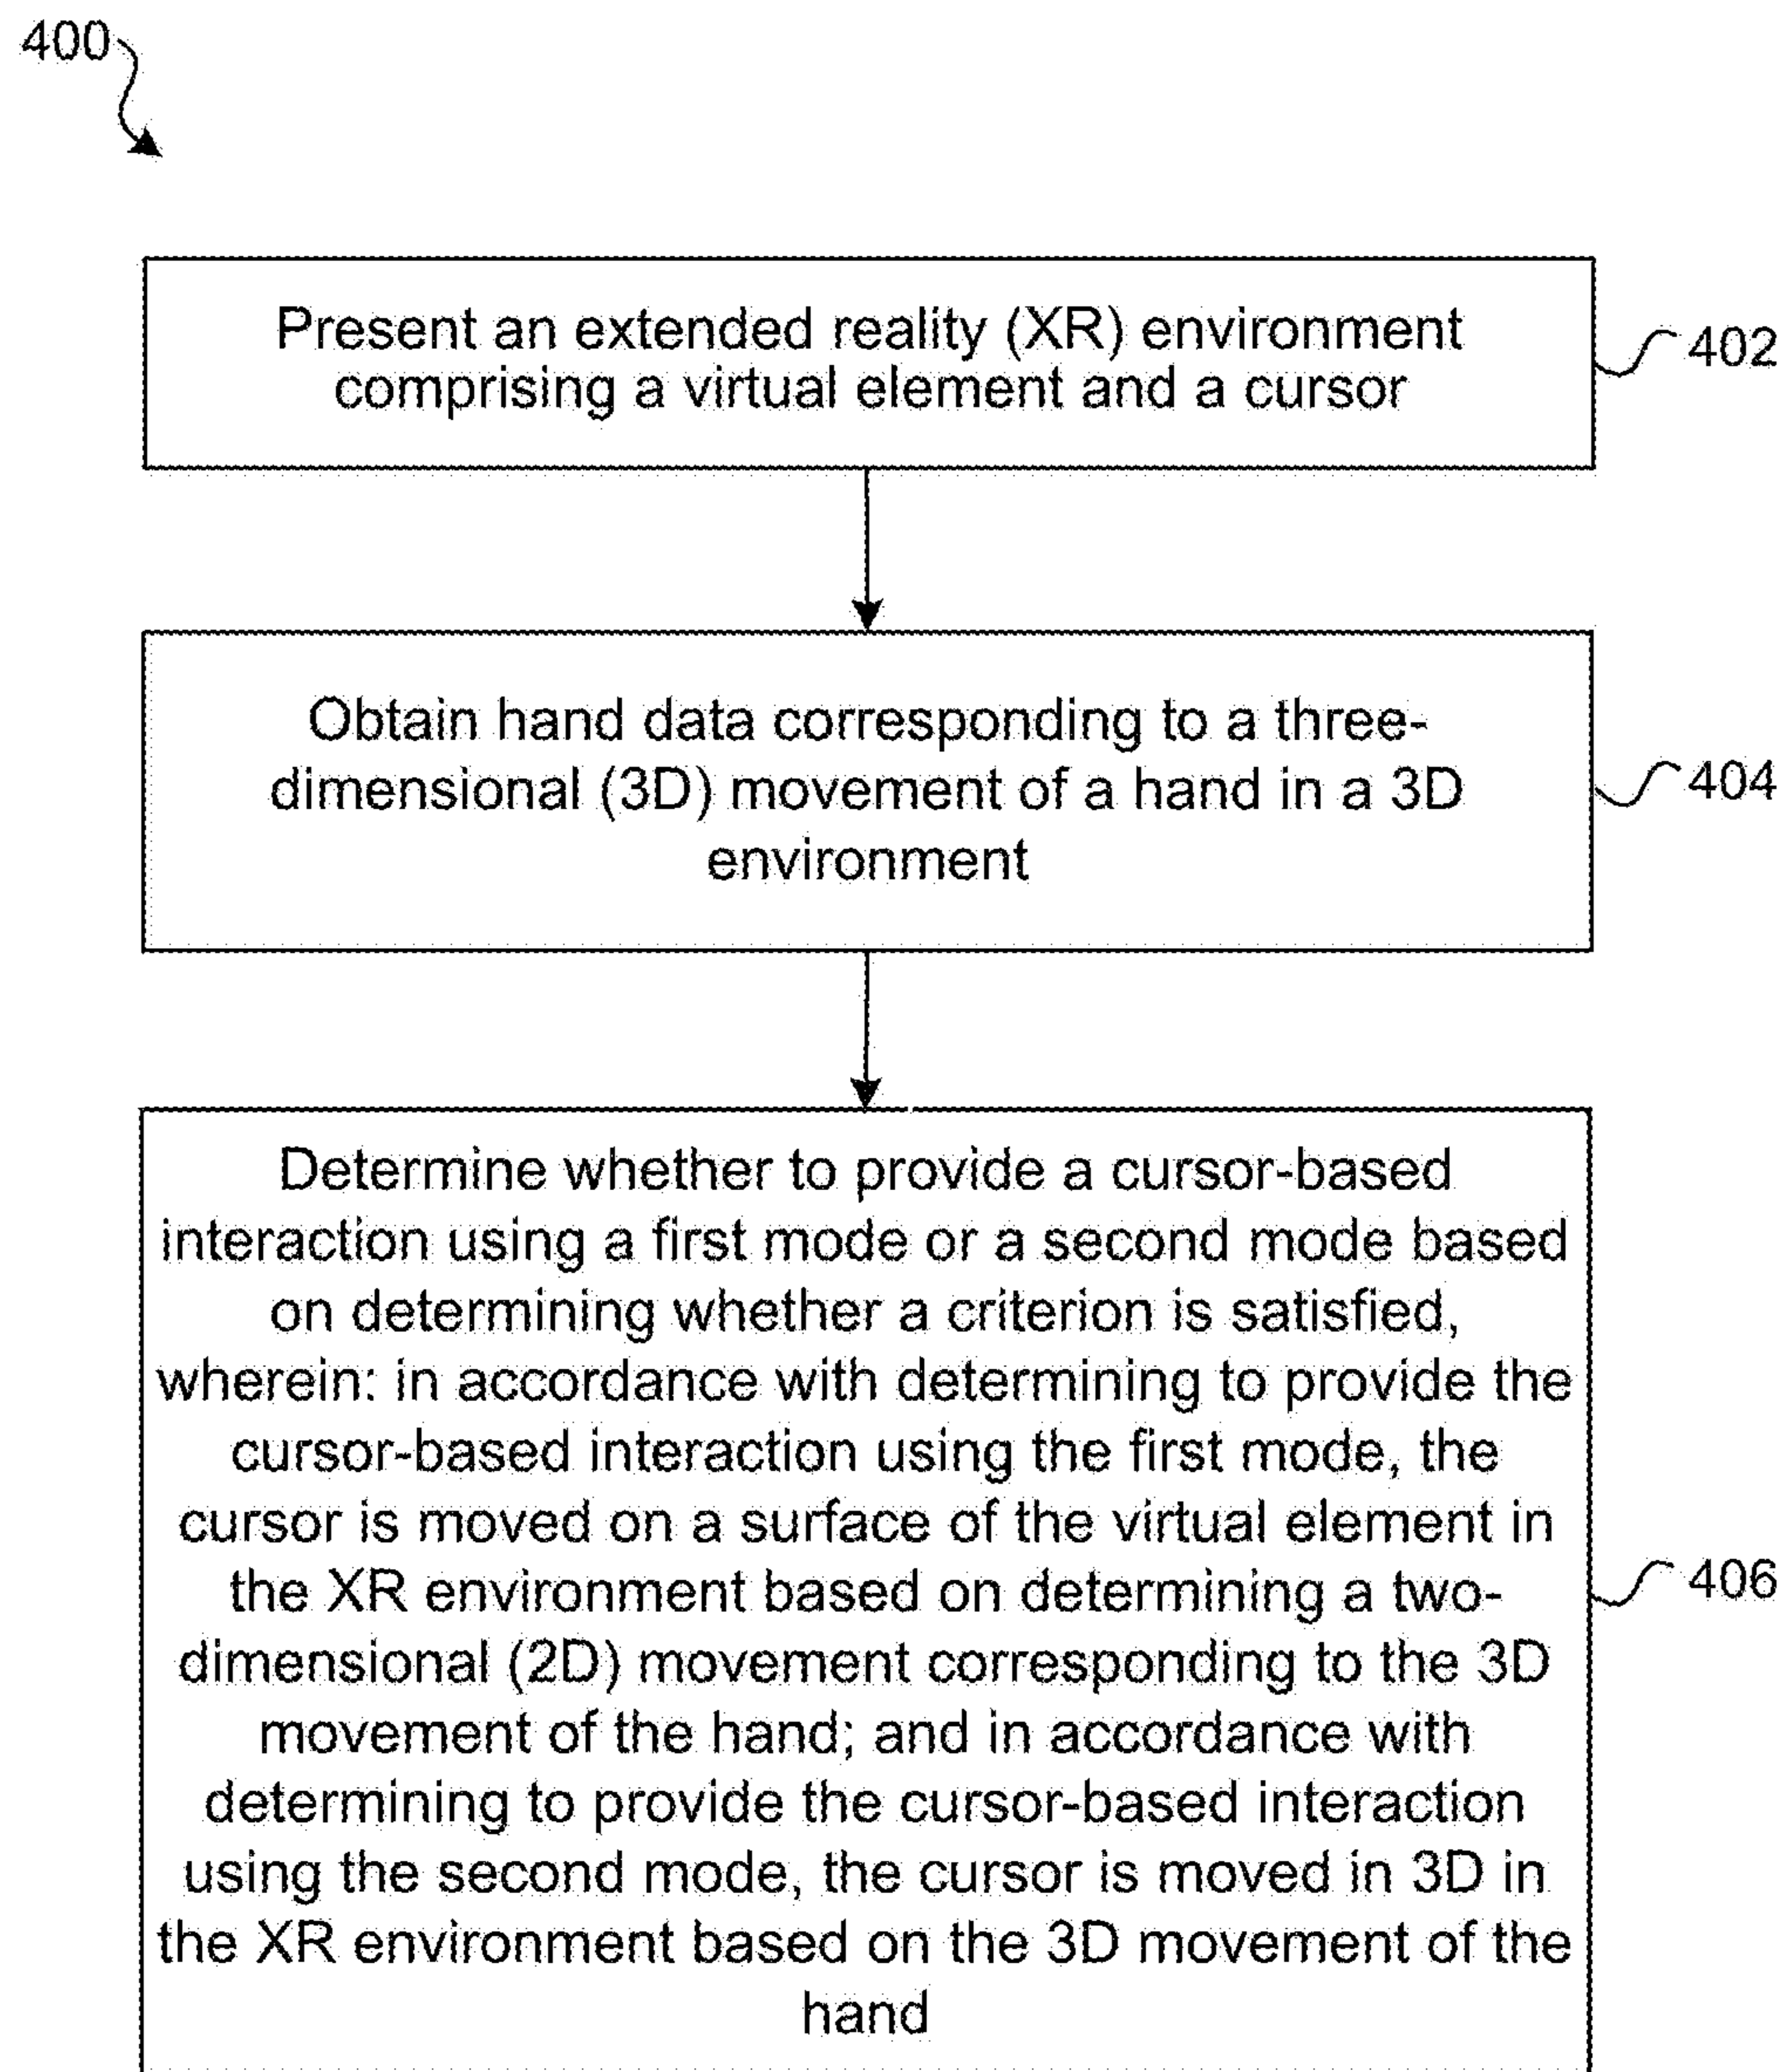 400
Present an extended reality (XR) environment
comprising a virtual element and a cursor
402
Obtain hand data corresponding to a three-
dimensional (3D) movement of a hand in a 3D
environment
404
Determine whether to provide a cursor-based
interaction using a first mode or a second mode based
on determining whether a criterion is satisfied,
wherein: in accordance with determining to provide the
cursor-based interaction using the first mode, the
cursor is moved on a surface of the virtual element in
the XR environment based on determining a two-
dimensional (2D) movement corresponding to the 3D
movement of the hand; and in accordance with
determining to provide the cursor-based interaction
using the second mode, the cursor is moved in 3D in
the XR environment based on the 3D movement of the
hand
406